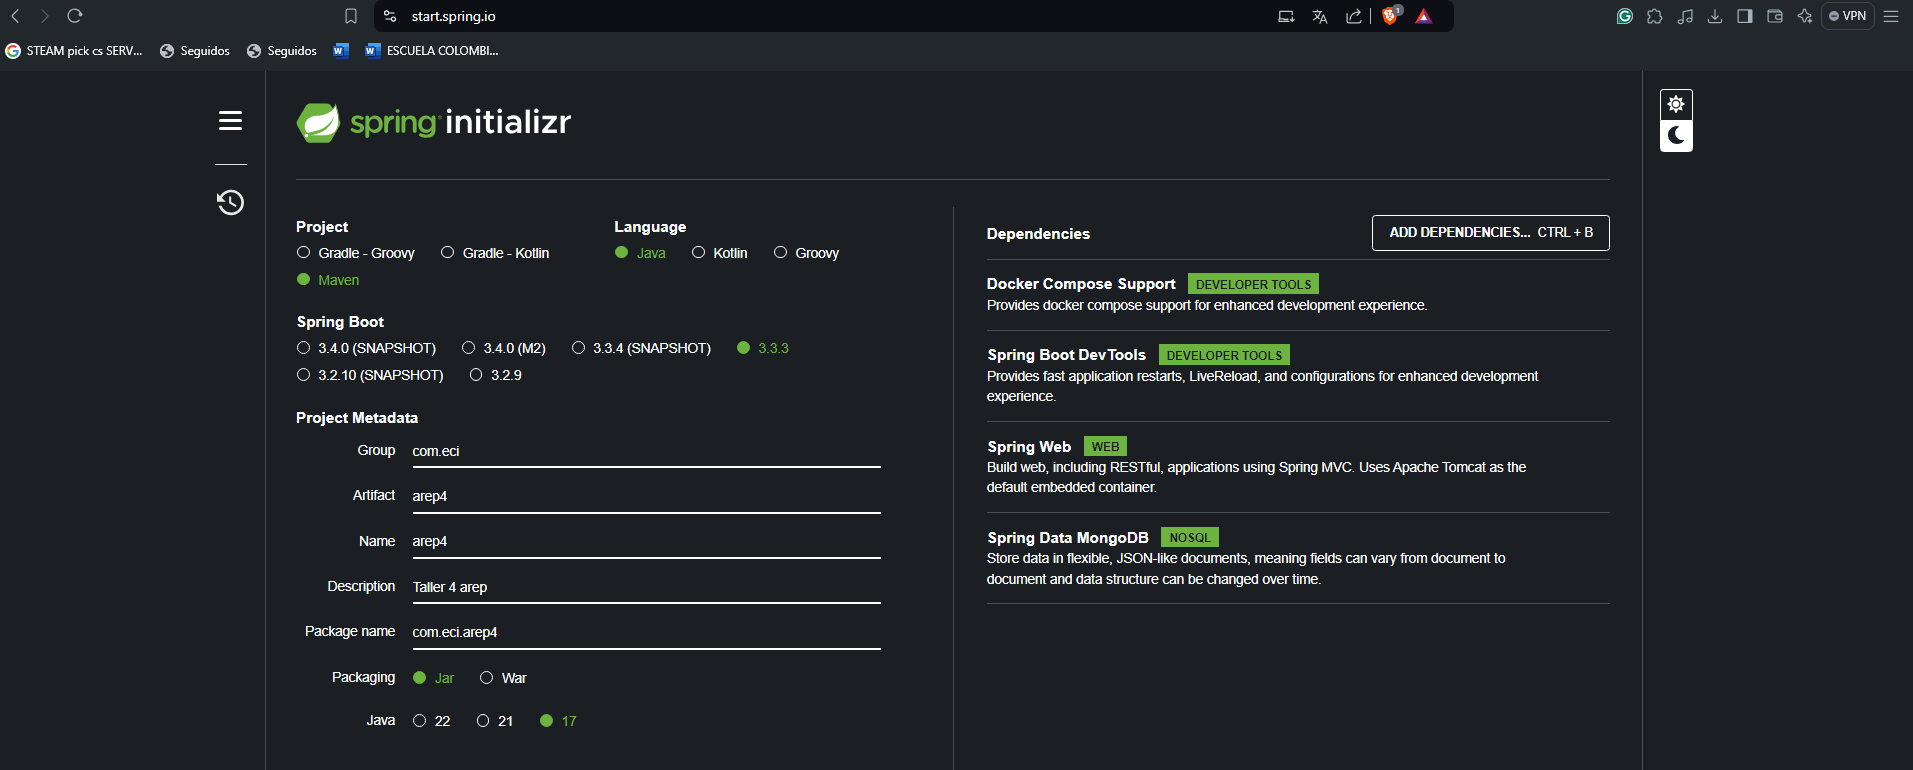 start.spring.io
1
VPN
STEAM pick cs SERV...
Seguidos
Seguidos
ESCUELA COLOMBI...
spring initializr
Project
Gradle - Groovy
Gradle - Kotlin
Maven
Language
Java
Kotlin
Groovy
Spring Boot
3.4.0 (SNAPSHOT)
3.4.0 (M2)
3.3.4 (SNAPSHOT)
3.3.3
3.2.10 (SNAPSHOT)
3.2.9
Project Metadata
Group com.eci
Artifact arep4
Name arep4
Description Taller 4 arep
Package name com.eci.arep4
Packaging Jar War
Java 22 21 17
Dependencies
ADD DEPENDENCIES... CTRL + B
Docker Compose Support DEVELOPER TOOLS
Provides docker compose support for enhanced development experience.
Spring Boot DevTools DEVELOPER TOOLS
Provides fast application restarts, LiveReload, and configurations for enhanced development
experience.
Spring Web WEB
Build web, including RESTful, applications using Spring MVC. Uses Apache Tomcat as the
default embedded container.
Spring Data MongoDB NOSQL
Store data in flexible, JSON-like documents, meaning fields can vary from document to
document and data structure can be changed over time.